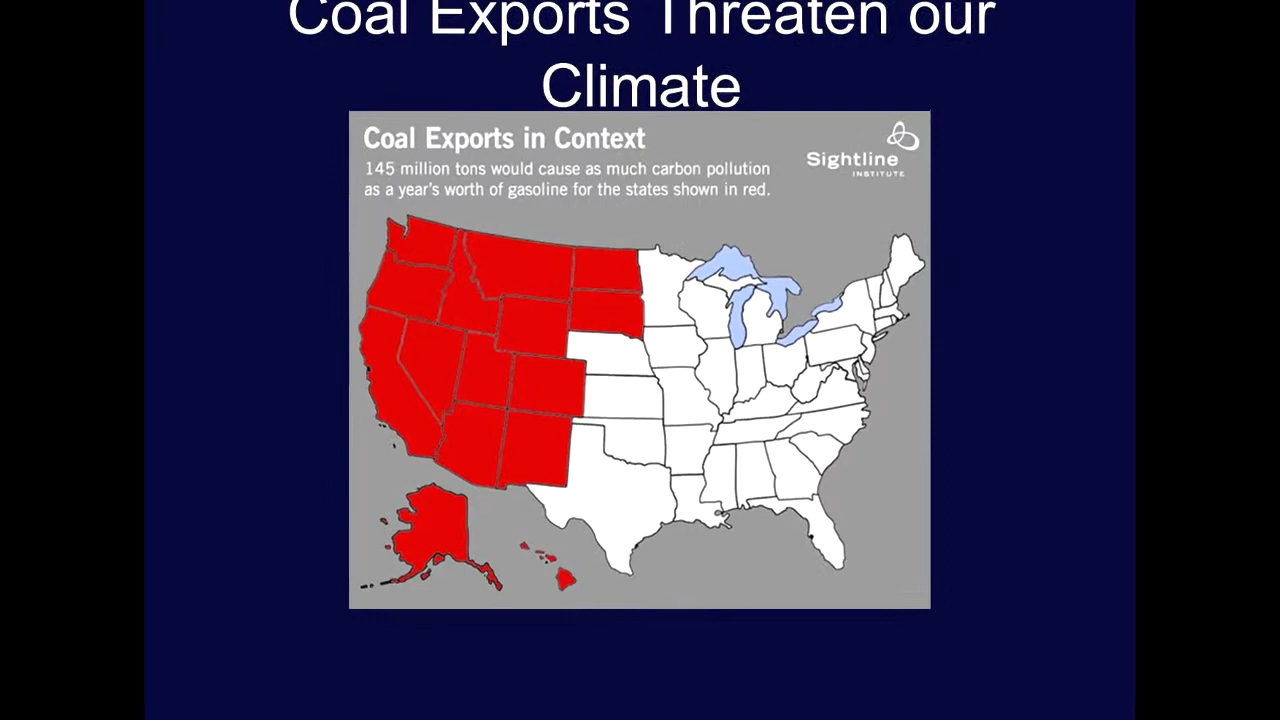 Coal Exports Threaten our
Climate
Coal Exports in Context
145 million tons would cause as much carbon pollution
as a year's worth of gasoline for the states shown in red.
Sightline
INSTITUTE